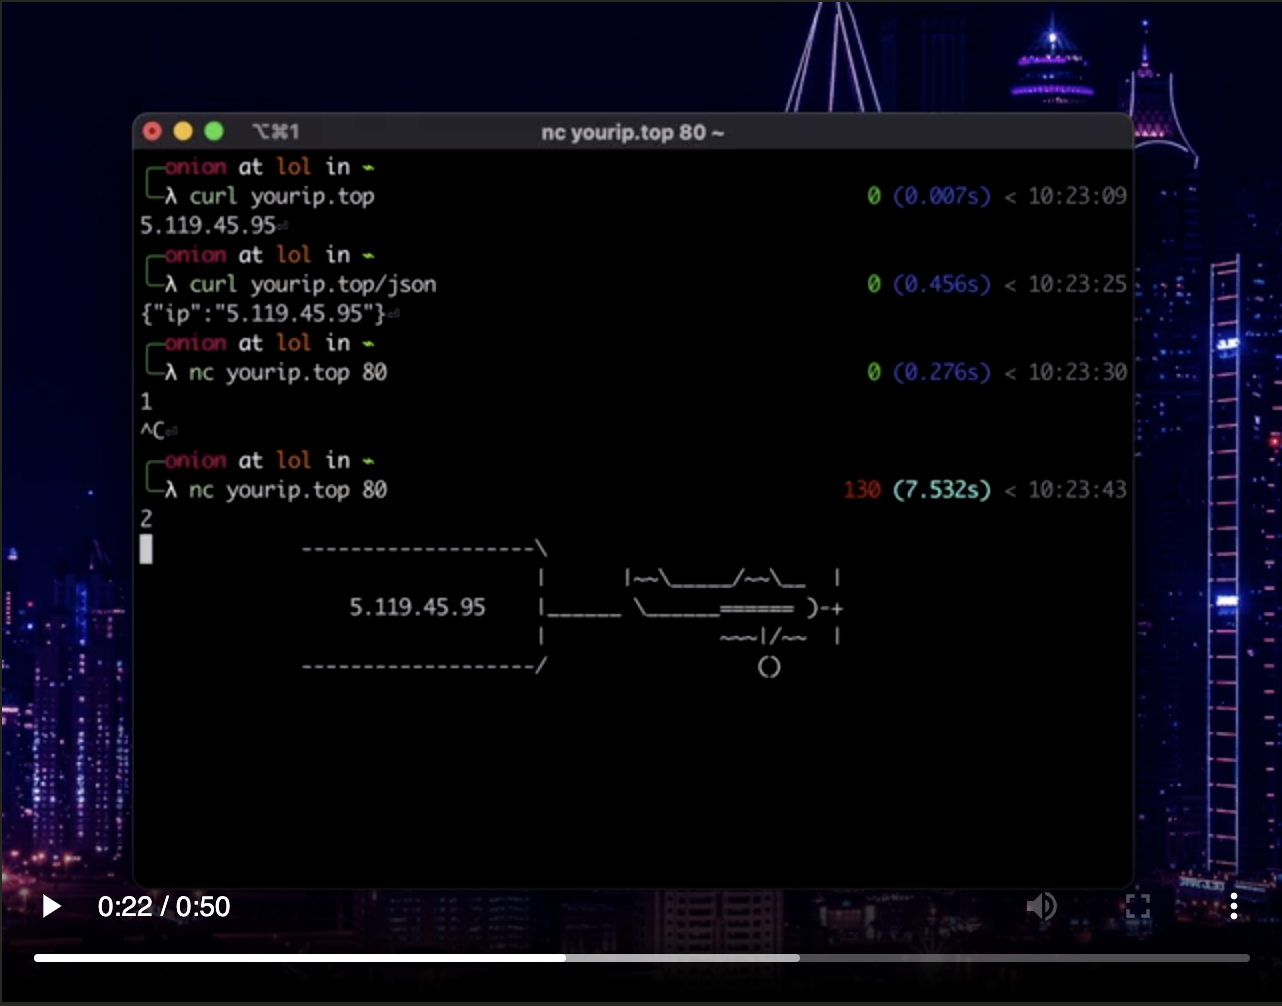 ⌥⌘1 nc yourip.top 80 ~
onion at lol in ~
λ curl yourip.top 0 (0.007s) < 10:23:09
5.119.45.95⏎
onion at lol in ~
λ curl yourip.top/json 0 (0.456s) < 10:23:25
{"ip":"5.119.45.95"}⏎
onion at lol in ~
λ nc yourip.top 80 0 (0.276s) < 10:23:30
1
^C⏎
onion at lol in ~
λ nc yourip.top 80 130 (7.532s) < 10:23:43
2
-------------------\
| |~~\_____/~~\__ |
5.119.45.95 |______ \______====== )-+
| ~~~|/~~ |
-------------------/ ()
0:22 / 0:50